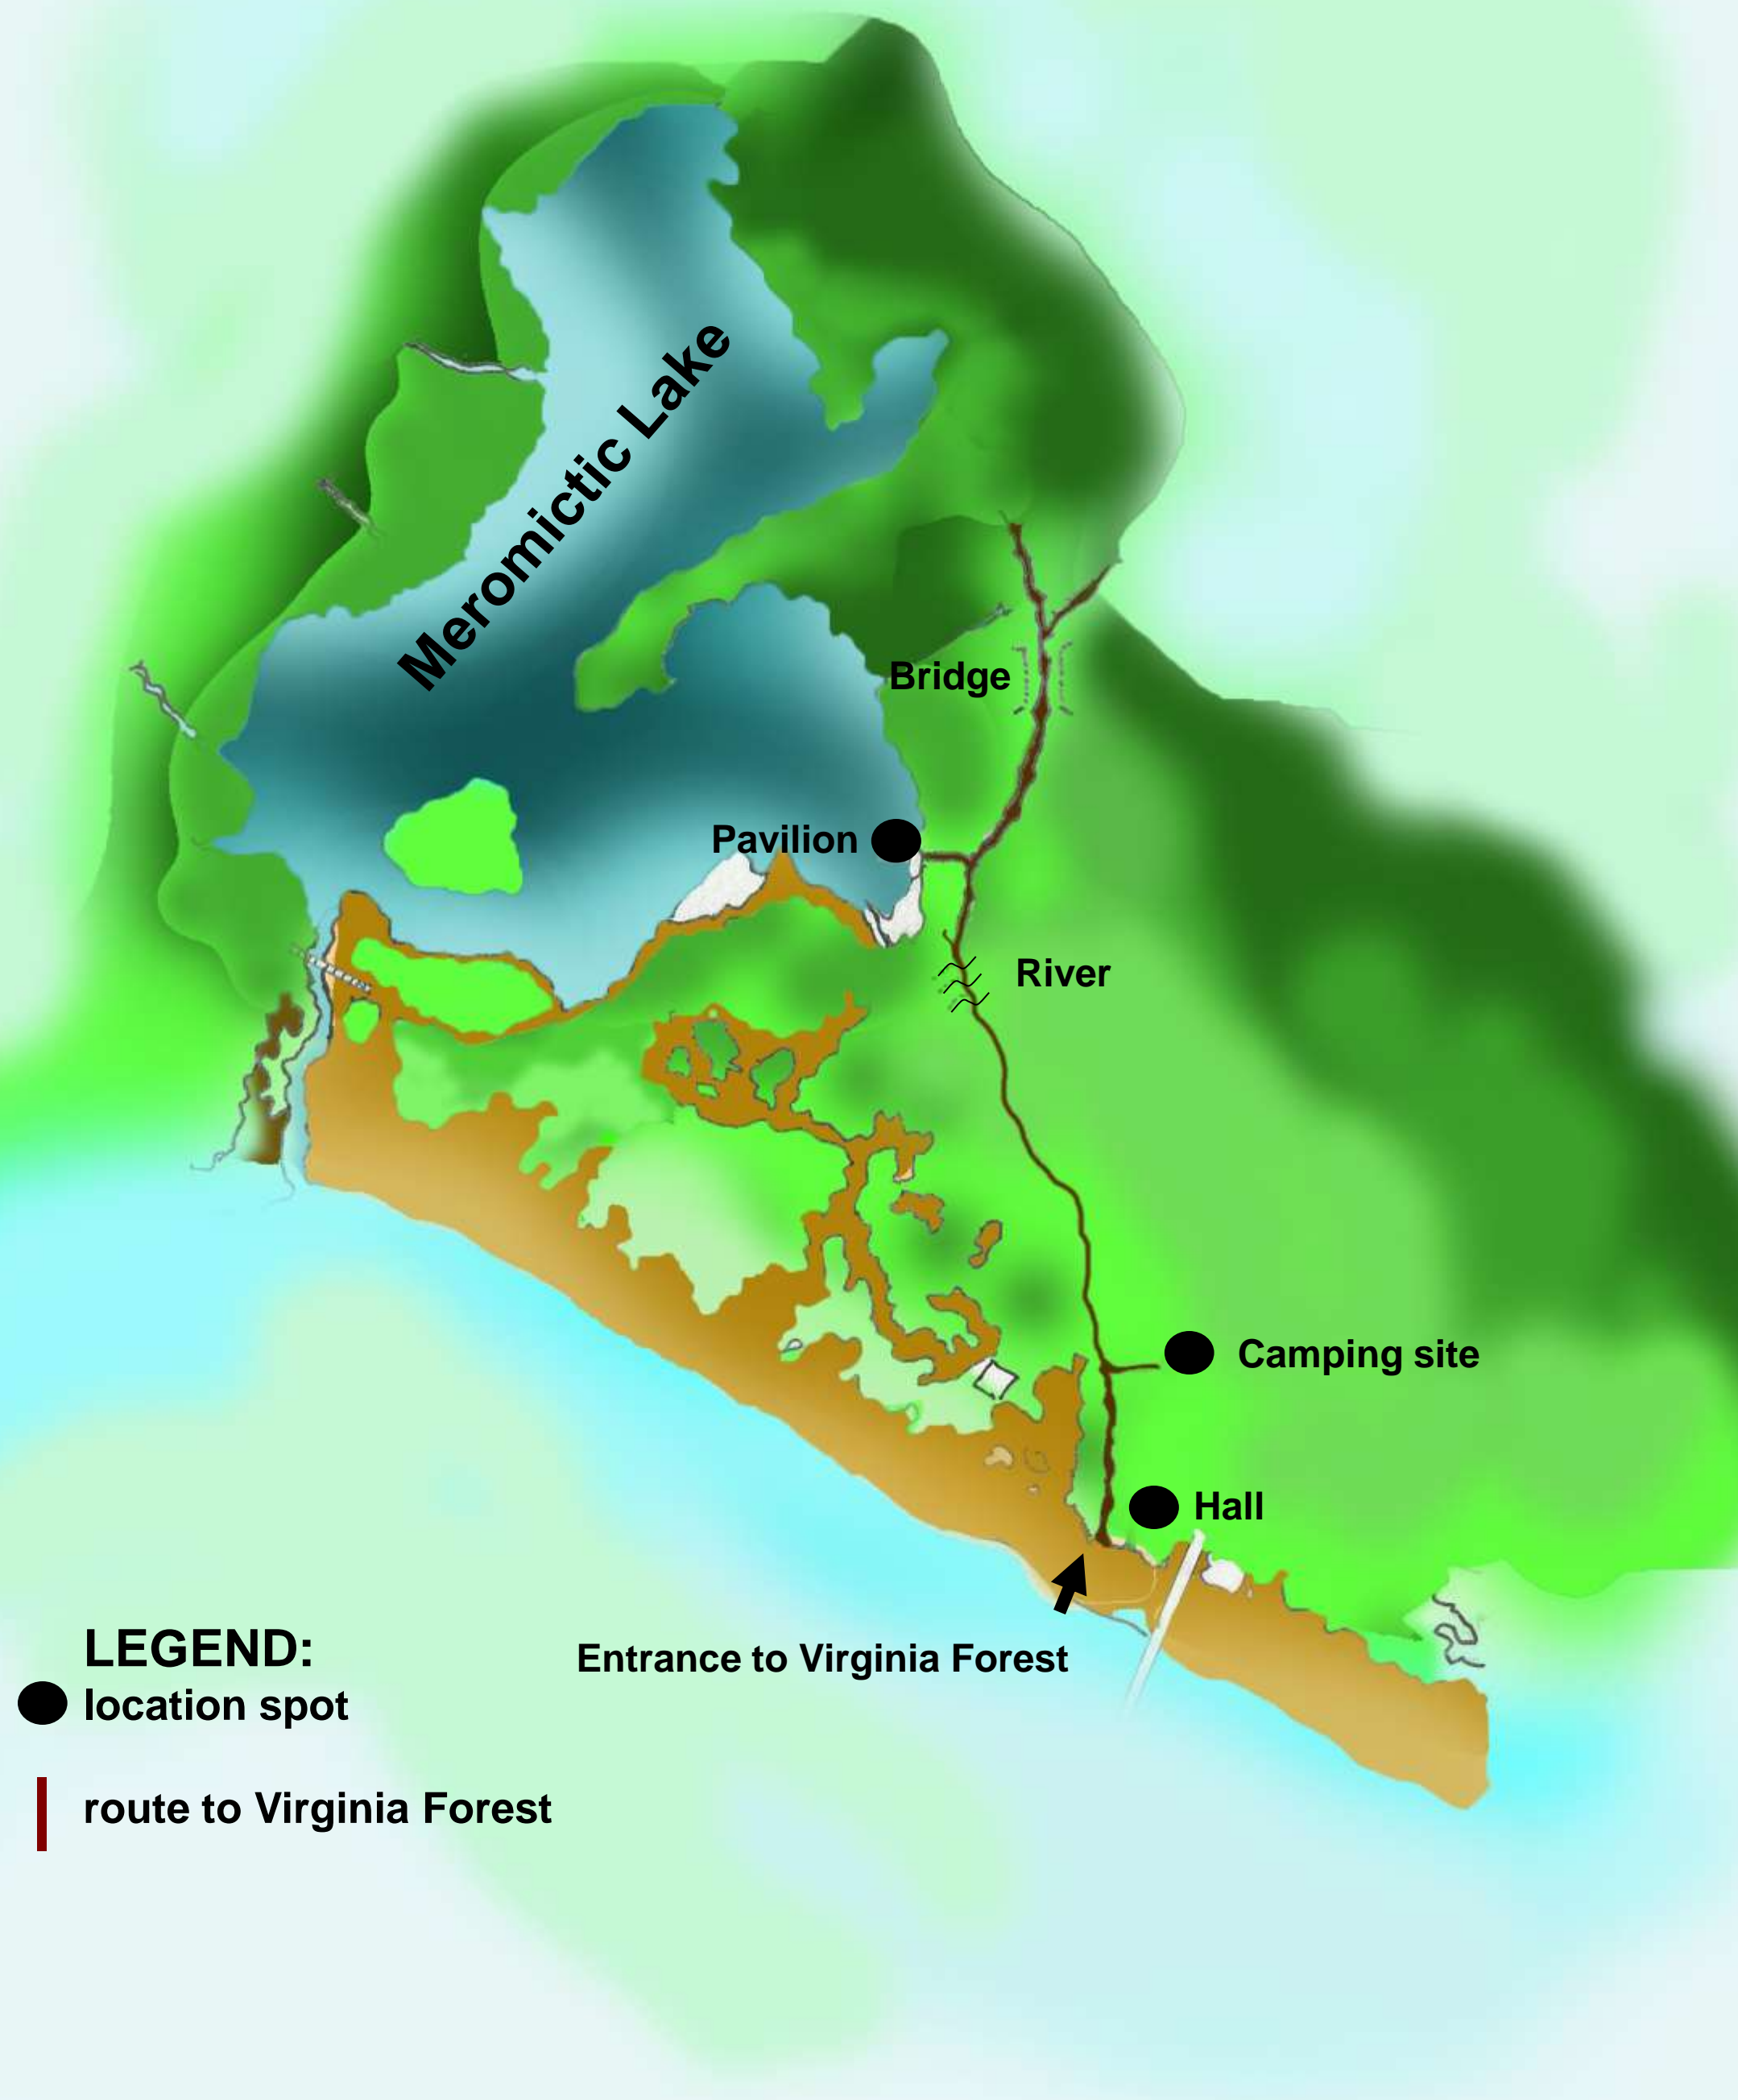 Meromictic Lake
Bridge
Pavilion
River
Camping site
Hall
Entrance to Virginia Forest
LEGEND:
location spot
route to Virginia Forest